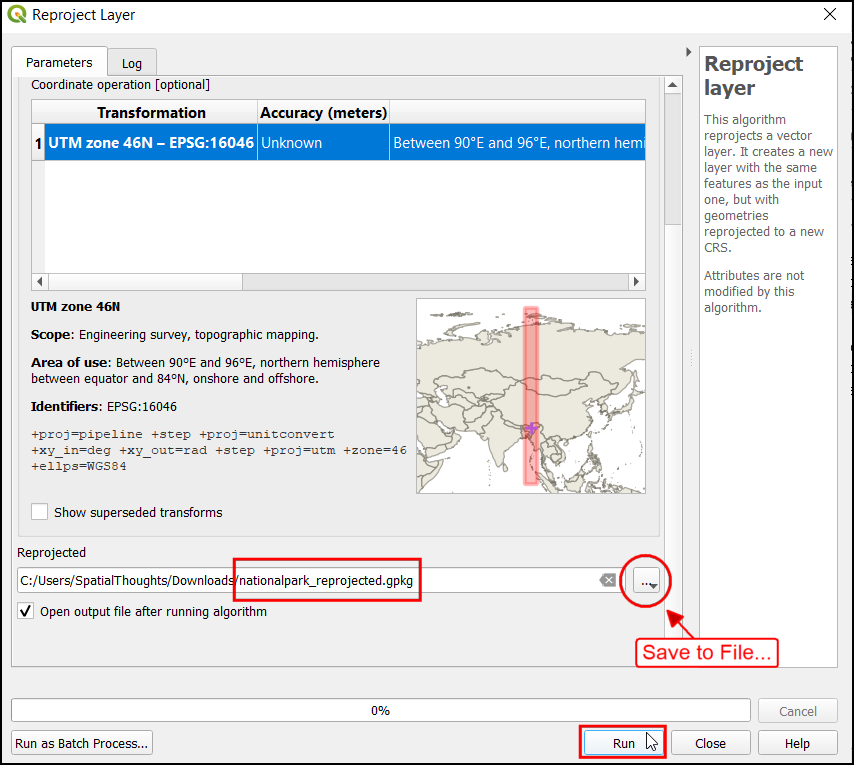 Reproject Layer
Parameters
Log
Coordinate operation [optional]
Transformation
Accuracy (meters)
1
UTM zone 46N – EPSG:16046
Unknown
Between 90°E and 96°E, northern hemi
UTM zone 46N
Scope: Engineering survey, topographic mapping.
Area of use: Between 90°E and 96°E, northern hemisphere
between equator and 84°N, onshore and offshore.
Identifiers: EPSG:16046
+proj=pipeline +step +proj=unitconvert
+xy_in=deg +xy_out=rad +step +proj=utm +zone=46
+ellps=WGS84
Show superseded transforms
Reprojected
C:/Users/SpatialThoughts/Downloads/nationalpark_reprojected.gpkg
...
Open output file after running algorithm
Save to File...
Reproject
layer
This algorithm
reprojects a vector
layer. It creates a new
layer with the same
features as the input
one, but with
geometries
reprojected to a new
CRS.
Attributes are not
modified by this
algorithm.
0%
Cancel
Run as Batch Process...
Run
Close
Help